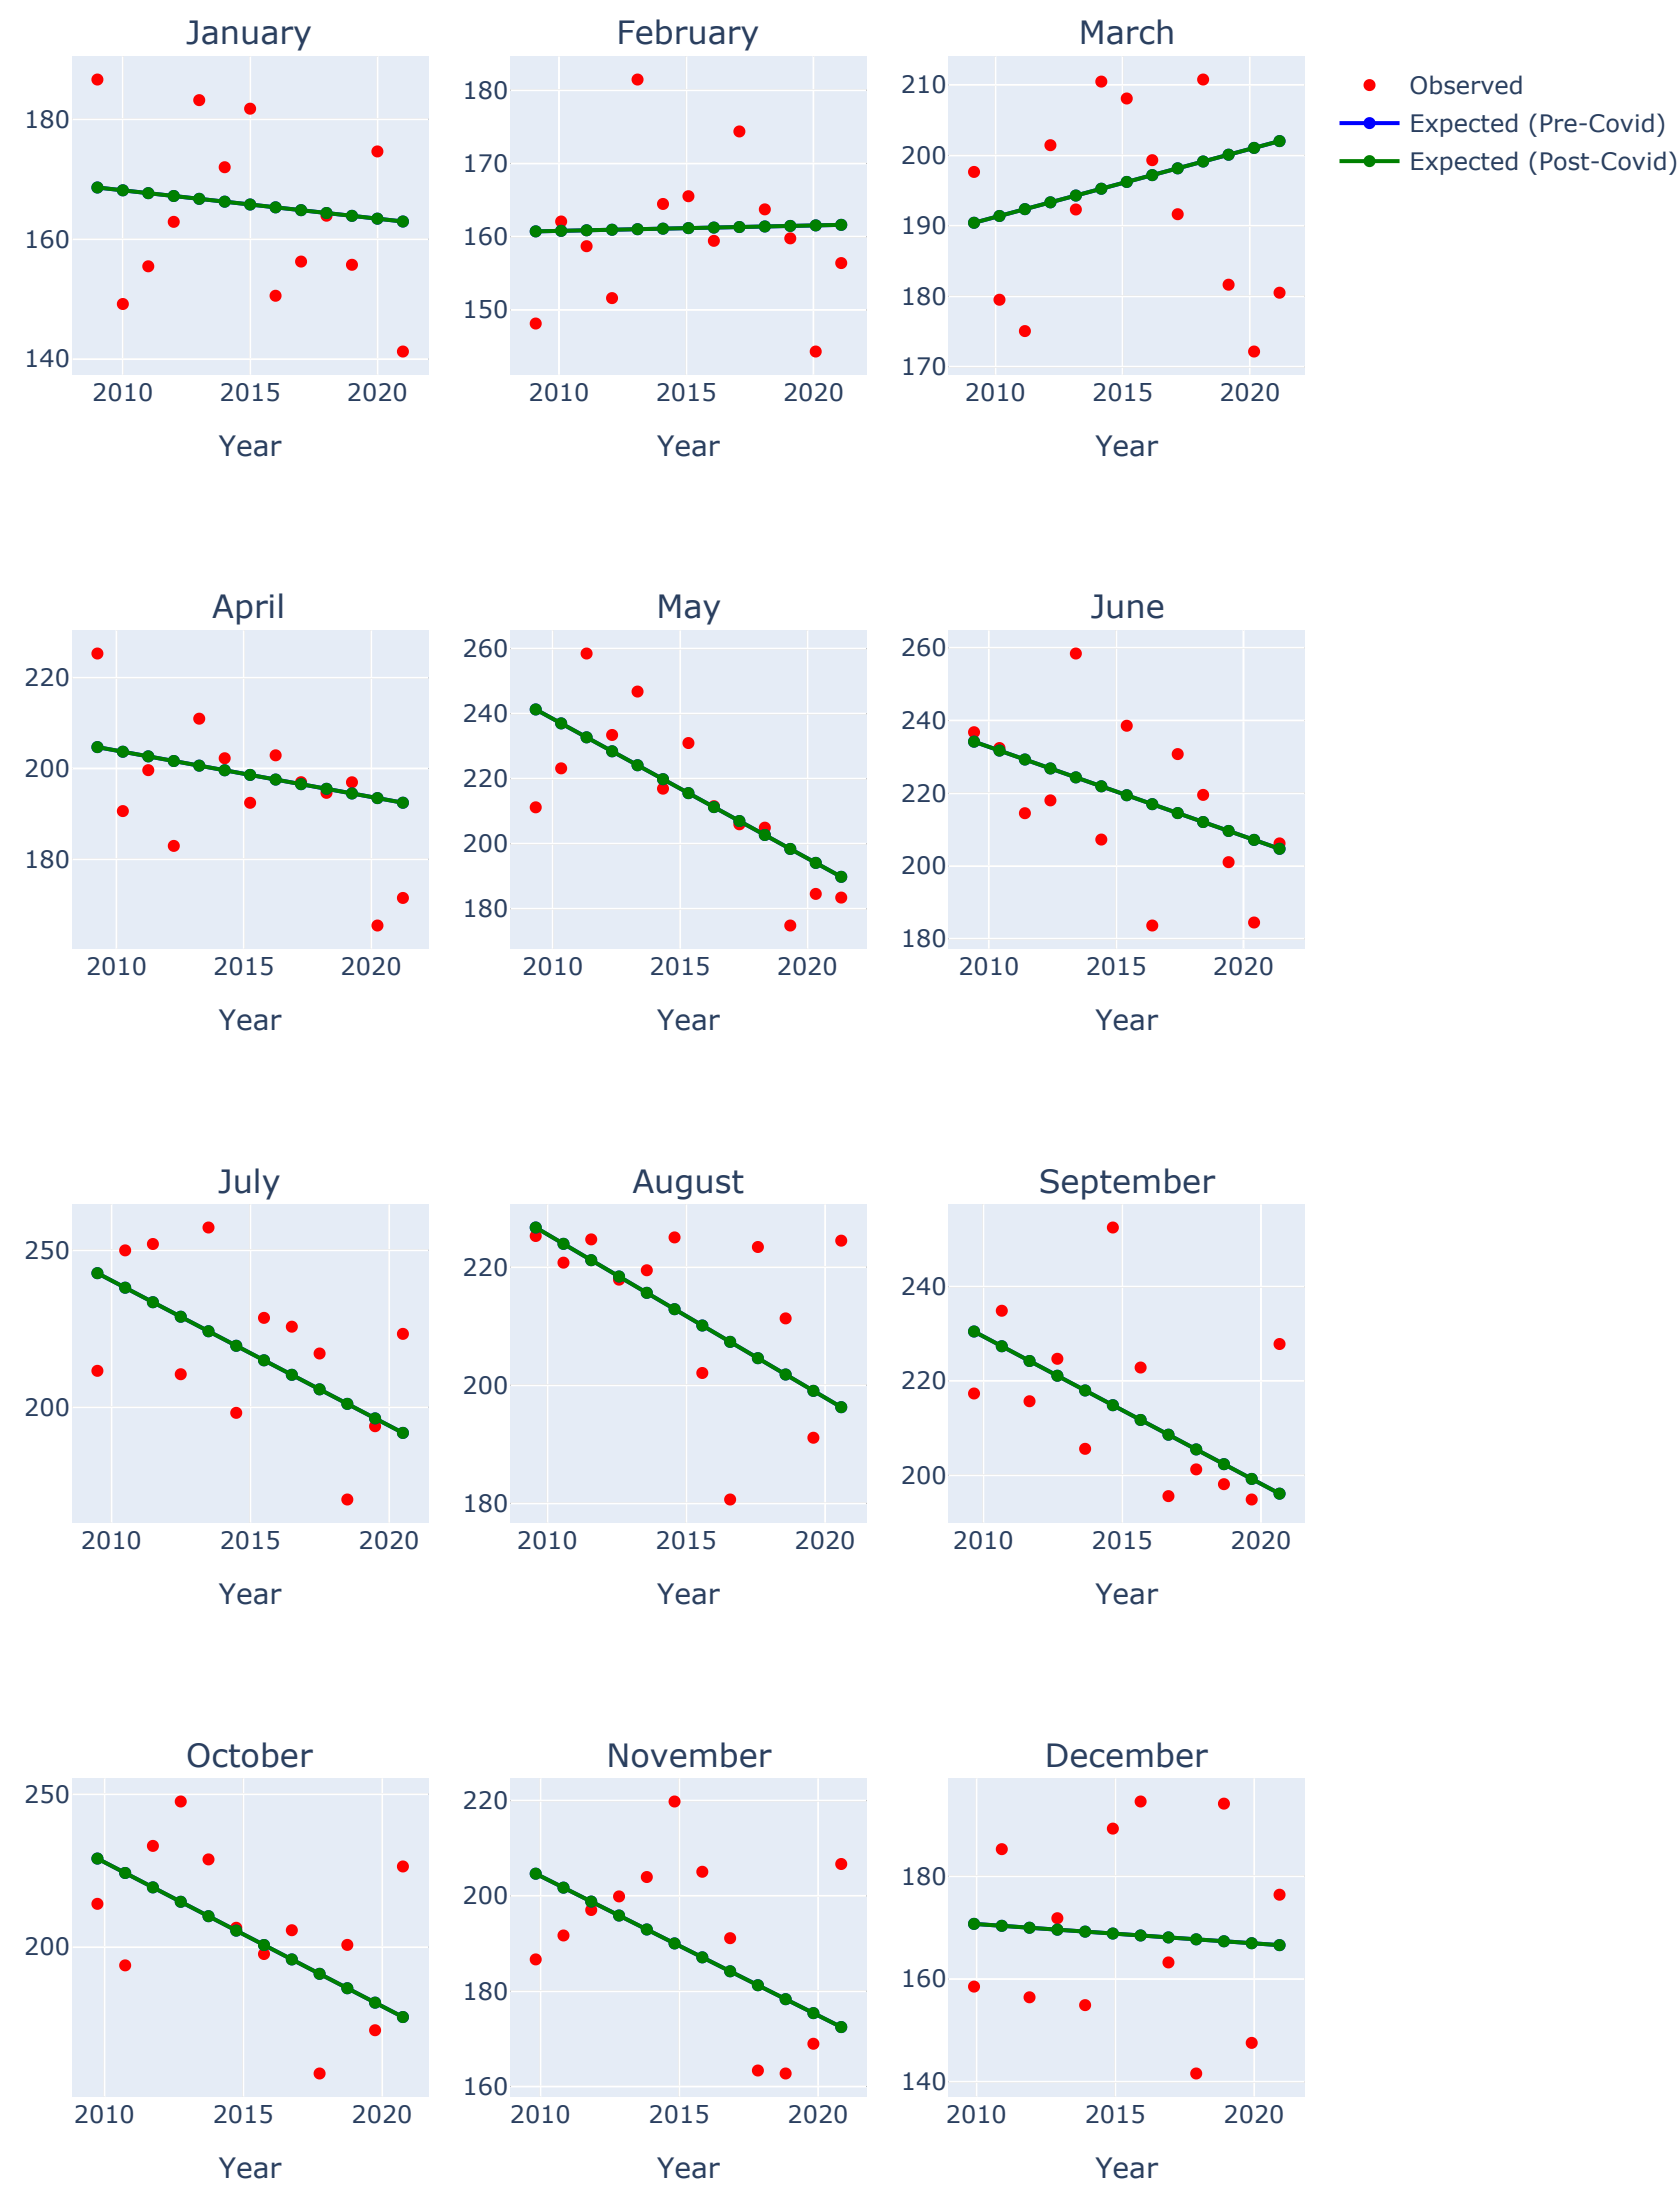 January February March
180
160
140
2010 2015 2020
Year
180
170
160
150
2010 2015 2020
Year
210
200
190
180
170
2010 2015 2020
Year
Observed
Expected (Pre-Covid)
Expected (Post-Covid)
April May June
220
200
180
2010 2015 2020
Year
260
240
220
200
180
2010 2015 2020
Year
260
240
220
200
180
2010 2015 2020
Year
July August September
250
200
2010 2015 2020
Year
220
200
180
2010 2015 2020
Year
240
220
200
2010 2015 2020
Year
October November December
250
200
2010 2015 2020
Year
220
200
180
160
2010 2015 2020
Year
180
160
140
2010 2015 2020
Year